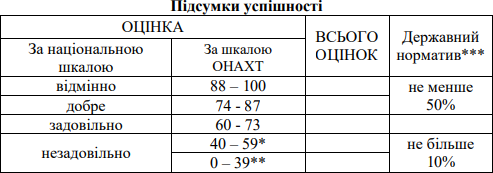 Підсумки успішності
ОЦІНКА
ВСЬОГО
ОЦІНОК
Державний
норматив***
За національною
шкалою
За шкалою
ОНАХТ
відмінно
88 – 100
не менше
50%
добре
74 - 87
задовільно
60 - 73
незадовільно
40 – 59*
не більше
10%
0 – 39**